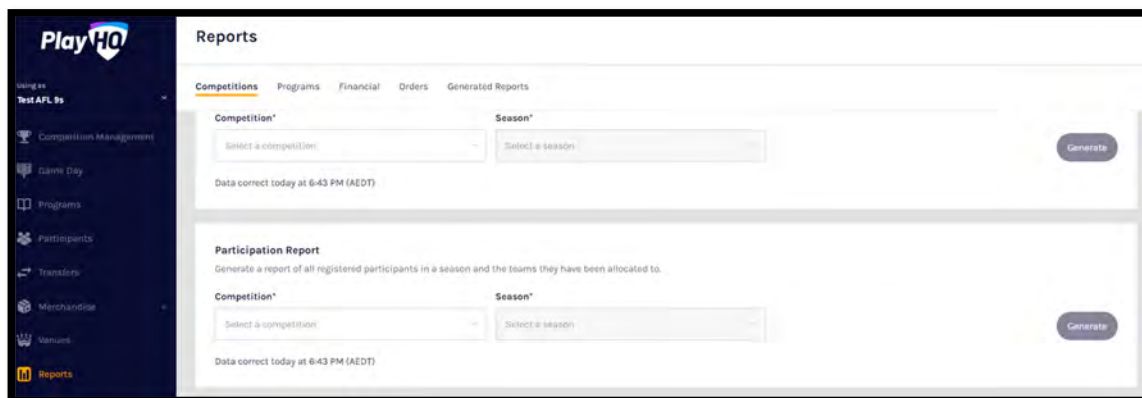 PlayHQ
Reports
Using as
Test AFL 9s
Competitions Programs Financial Orders Generated Reports
Competition* Season*
Select a competition Select a season
Generate
Data correct today at 6:43 PM (AEDT)
Competition Management
Game Day
Programs
Participants
Transfers
Merchandise
Venues
Reports
Participation Report
Generate a report of all registered participants in a season and the teams they have been allocated to.
Competition* Season*
Select a competition Select a season
Generate
Data correct today at 6:43 PM (AEDT)